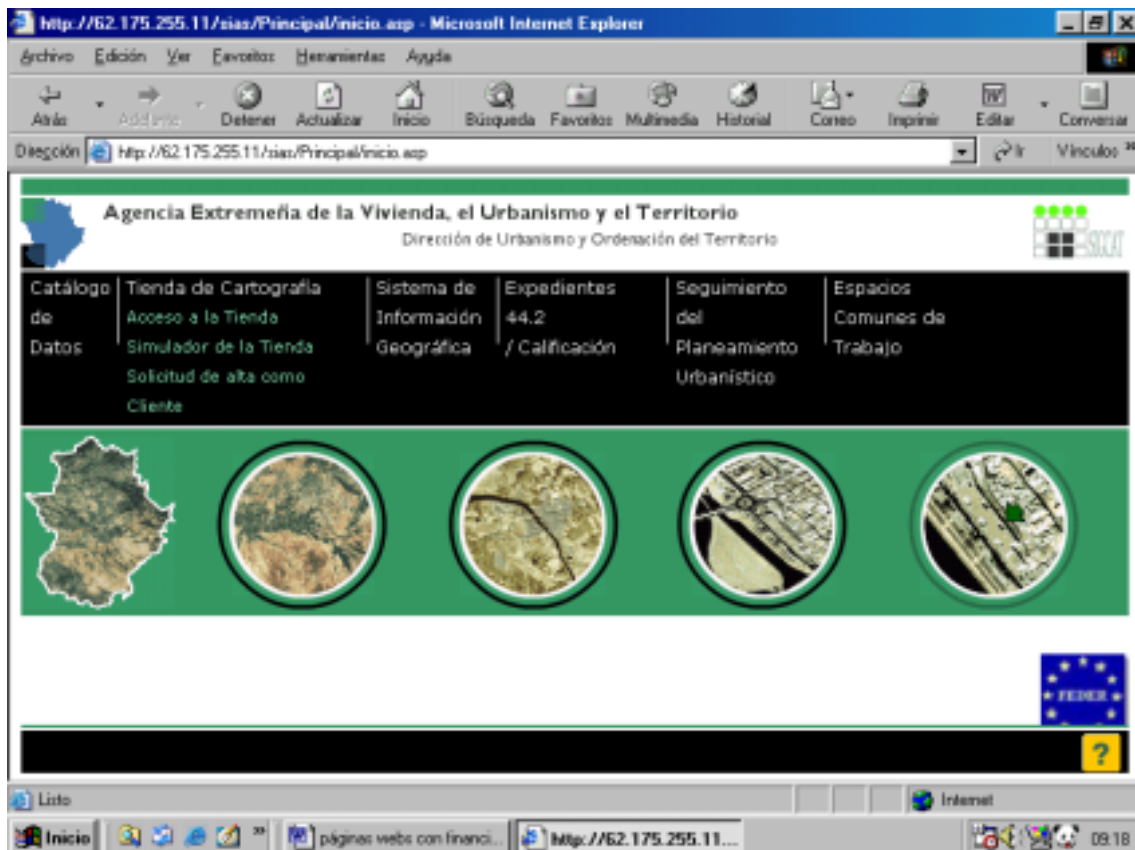 http://62.175.255.11/sias/Principal/inicio.asp - Microsoft Internet Explorer
Archivo Edición Ver Favoritos Herramientas Ayuda
Atrás Adelante Detener Actualizar Inicio Búsqueda Favoritos Multimedia Historial Correo Imprimir Editar Conversar
Dirección http://62.175.255.11/sias/Principal/inicio.asp Ir Vínculos »
Agencia Extremeña de la Vivienda, el Urbanismo y el Territorio
Dirección de Urbanismo y Ordenación del Territorio
SICCAT
Catálogo
de
Datos
Tienda de Cartografía
Acceso a la Tienda
Simulador de la Tienda
Solicitud de alta como
Cliente
Sistema de
Información
Geográfica
Expedientes
44.2
/ Calificación
Seguimiento
del
Planeamiento
Urbanístico
Espacios
Comunes de
Trabajo
FEDER
?
Listo Internet
Inicio » páginas webs con financi... http://62.175.255.11... 09:18